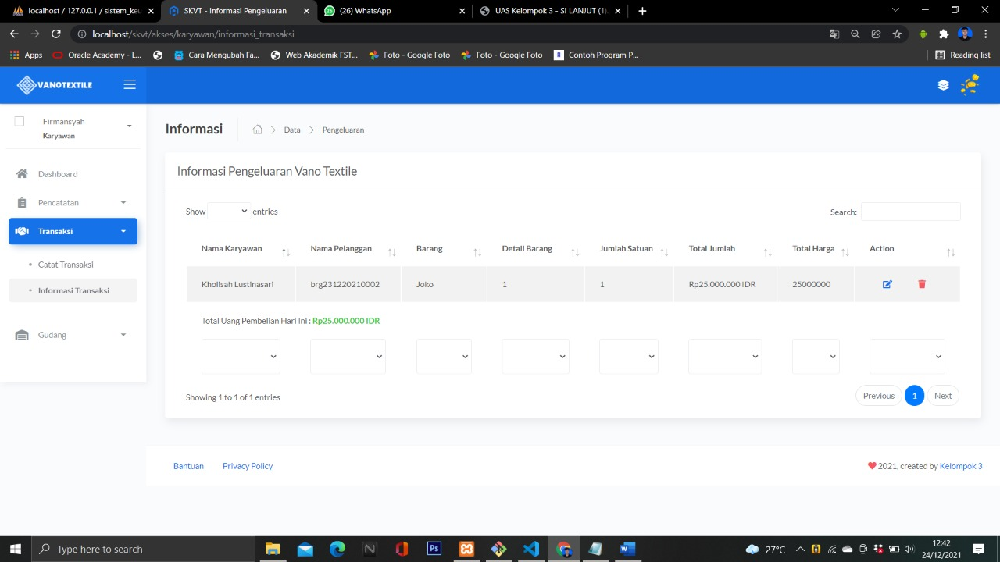 localhost / 127.0.0.1 / sistem_keu
SKVT - Informasi Pengeluaran
(26) WhatsApp
UAS Kelompok 3 - SI LANJUT (1).
localhost/skvt/akses/karyawan/informasi_transaksi
Apps
Oracle Academy - L...
Cara Mengubah Fa...
Web Akademik FST...
Foto - Google Foto
Foto - Google Foto
Contoh Program P...
Reading list
VANOTEXTILE
Firmansyah
Karyawan
Dashboard
Pencatatan
Transaksi
Catat Transaksi
Informasi Transaksi
Gudang
Informasi
Data
Pengeluaran
Informasi Pengeluaran Vano Textile
Show entries
Search:
Nama Karyawan Nama Pelanggan Barang Detail Barang Jumlah Satuan Total Jumlah Total Harga Action
Kholisah Lustinasari brg231220210002 Joko 1 1 Rp25.000.000 IDR 25000000
Total Uang Pembelian Hari Ini : Rp25.000.000 IDR
Showing 1 to 1 of 1 entries
Previous 1 Next
Bantuan Privacy Policy
2021, created by Kelompok 3
Type here to search
27°C
12:42
24/12/2021